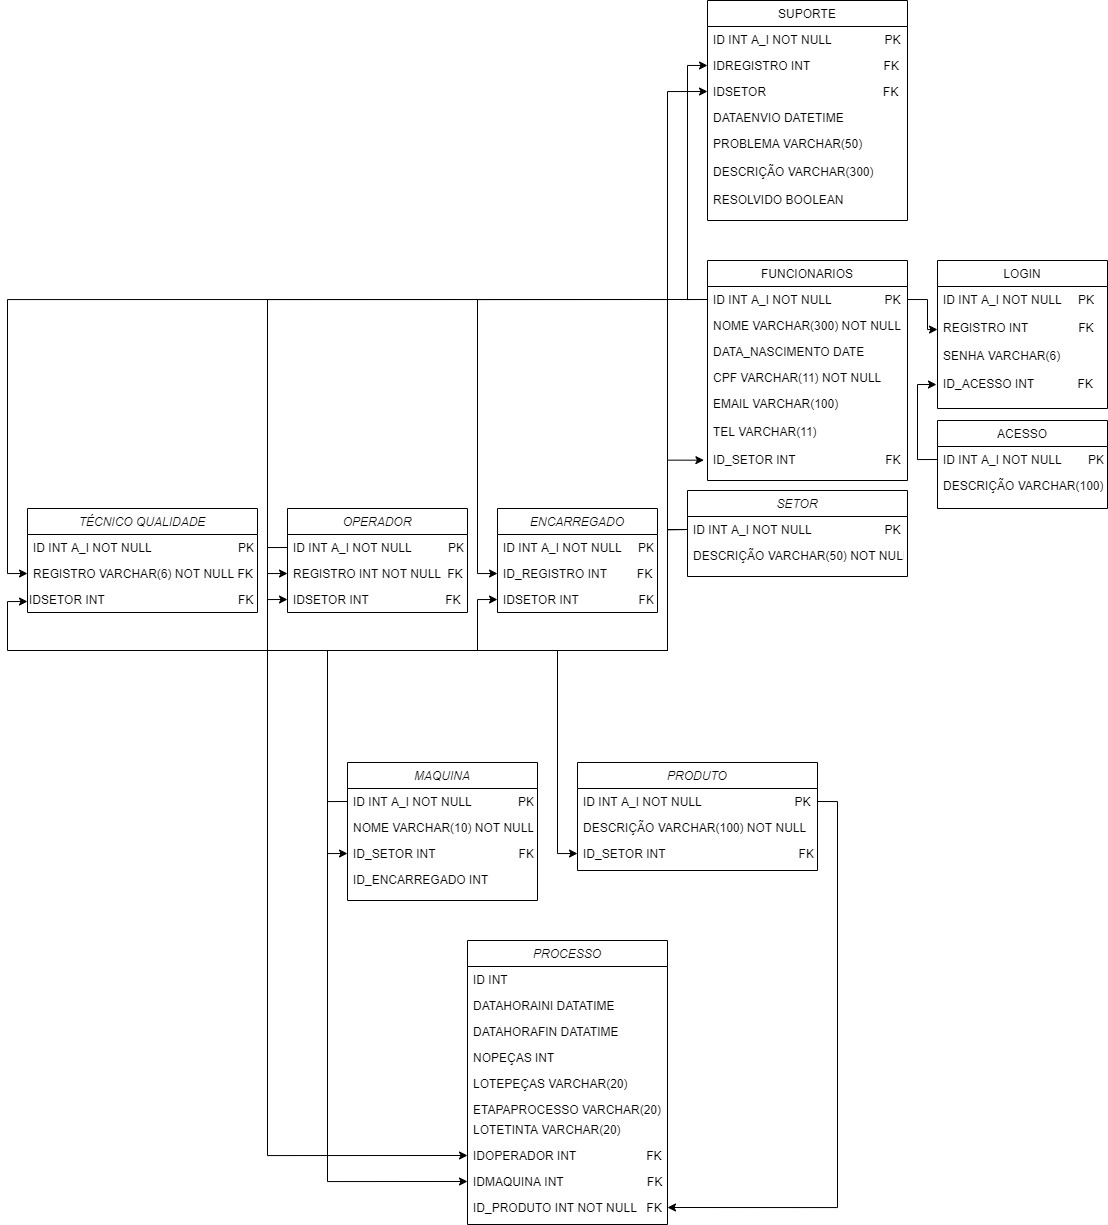 SUPORTE
ID INT A_I NOT NULL PK
IDREGISTRO INT FK
IDSETOR FK
DATAENVIO DATETIME
PROBLEMA VARCHAR(50)
DESCRIÇÃO VARCHAR(300)
RESOLVIDO BOOLEAN
FUNCIONARIOS
ID INT A_I NOT NULL PK
NOME VARCHAR(300) NOT NULL
DATA_NASCIMENTO DATE
CPF VARCHAR(11) NOT NULL
EMAIL VARCHAR(100)
TEL VARCHAR(11)
ID_SETOR INT FK
LOGIN
ID INT A_I NOT NULL PK
REGISTRO INT FK
SENHA VARCHAR(6)
ID_ACESSO INT FK
ACESSO
ID INT A_I NOT NULL PK
DESCRIÇÃO VARCHAR(100)
SETOR
ID INT A_I NOT NULL PK
DESCRIÇÃO VARCHAR(50) NOT NUL
TÉCNICO QUALIDADE
ID INT A_I NOT NULL PK
REGISTRO VARCHAR(6) NOT NULL FK
IDSETOR INT FK
OPERADOR
ID INT A_I NOT NULL PK
REGISTRO INT NOT NULL FK
IDSETOR INT FK
ENCARREGADO
ID INT A_I NOT NULL PK
ID_REGISTRO INT FK
IDSETOR INT FK
MAQUINA
ID INT A_I NOT NULL PK
NOME VARCHAR(10) NOT NULL
ID_SETOR INT FK
ID_ENCARREGADO INT
PRODUTO
ID INT A_I NOT NULL PK
DESCRIÇÃO VARCHAR(100) NOT NULL
ID_SETOR INT FK
PROCESSO
ID INT
DATAHORAINI DATATIME
DATAHORAFIN DATATIME
NOPEÇAS INT
LOTEPEÇAS VARCHAR(20)
ETAPAPROCESSO VARCHAR(20)
LOTETINTA VARCHAR(20)
IDOPERADOR INT FK
IDMAQUINA INT FK
ID_PRODUTO INT NOT NULL FK